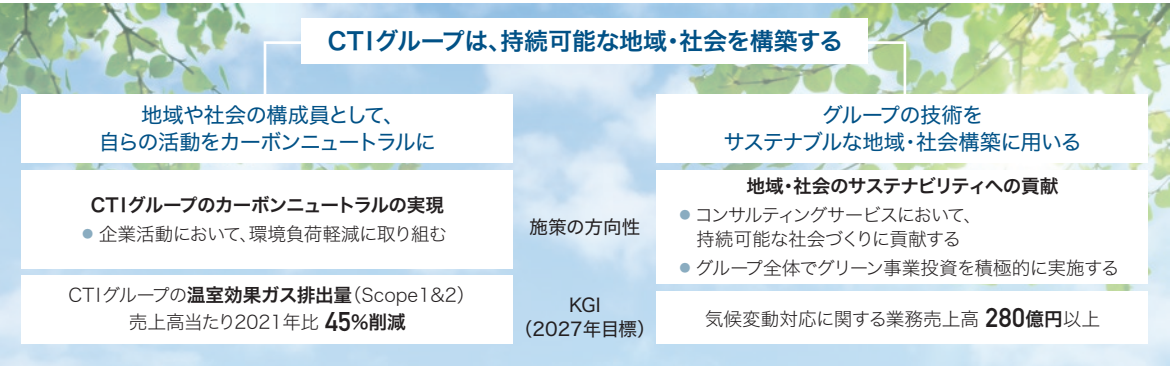 CTIグループは、持続可能な地域・社会を構築する
地域や社会の構成員として、
自らの活動をカーボンニュートラルに
グループの技術を
サステナブルな地域・社会構築に用いる
CTIグループのカーボンニュートラルの実現
● 企業活動において、環境負荷軽減に取り組む
施策の方向性
地域・社会のサステナビリティへの貢献
● コンサルティングサービスにおいて、
持続可能な社会づくりに貢献する
● グループ全体でグリーン事業投資を積極的に実施する
CTIグループの温室効果ガス排出量（Scope1&2）
売上高当たり2021年比 45%削減
KGI
（2027年目標）
気候変動対応に関する業務売上高 280億円以上